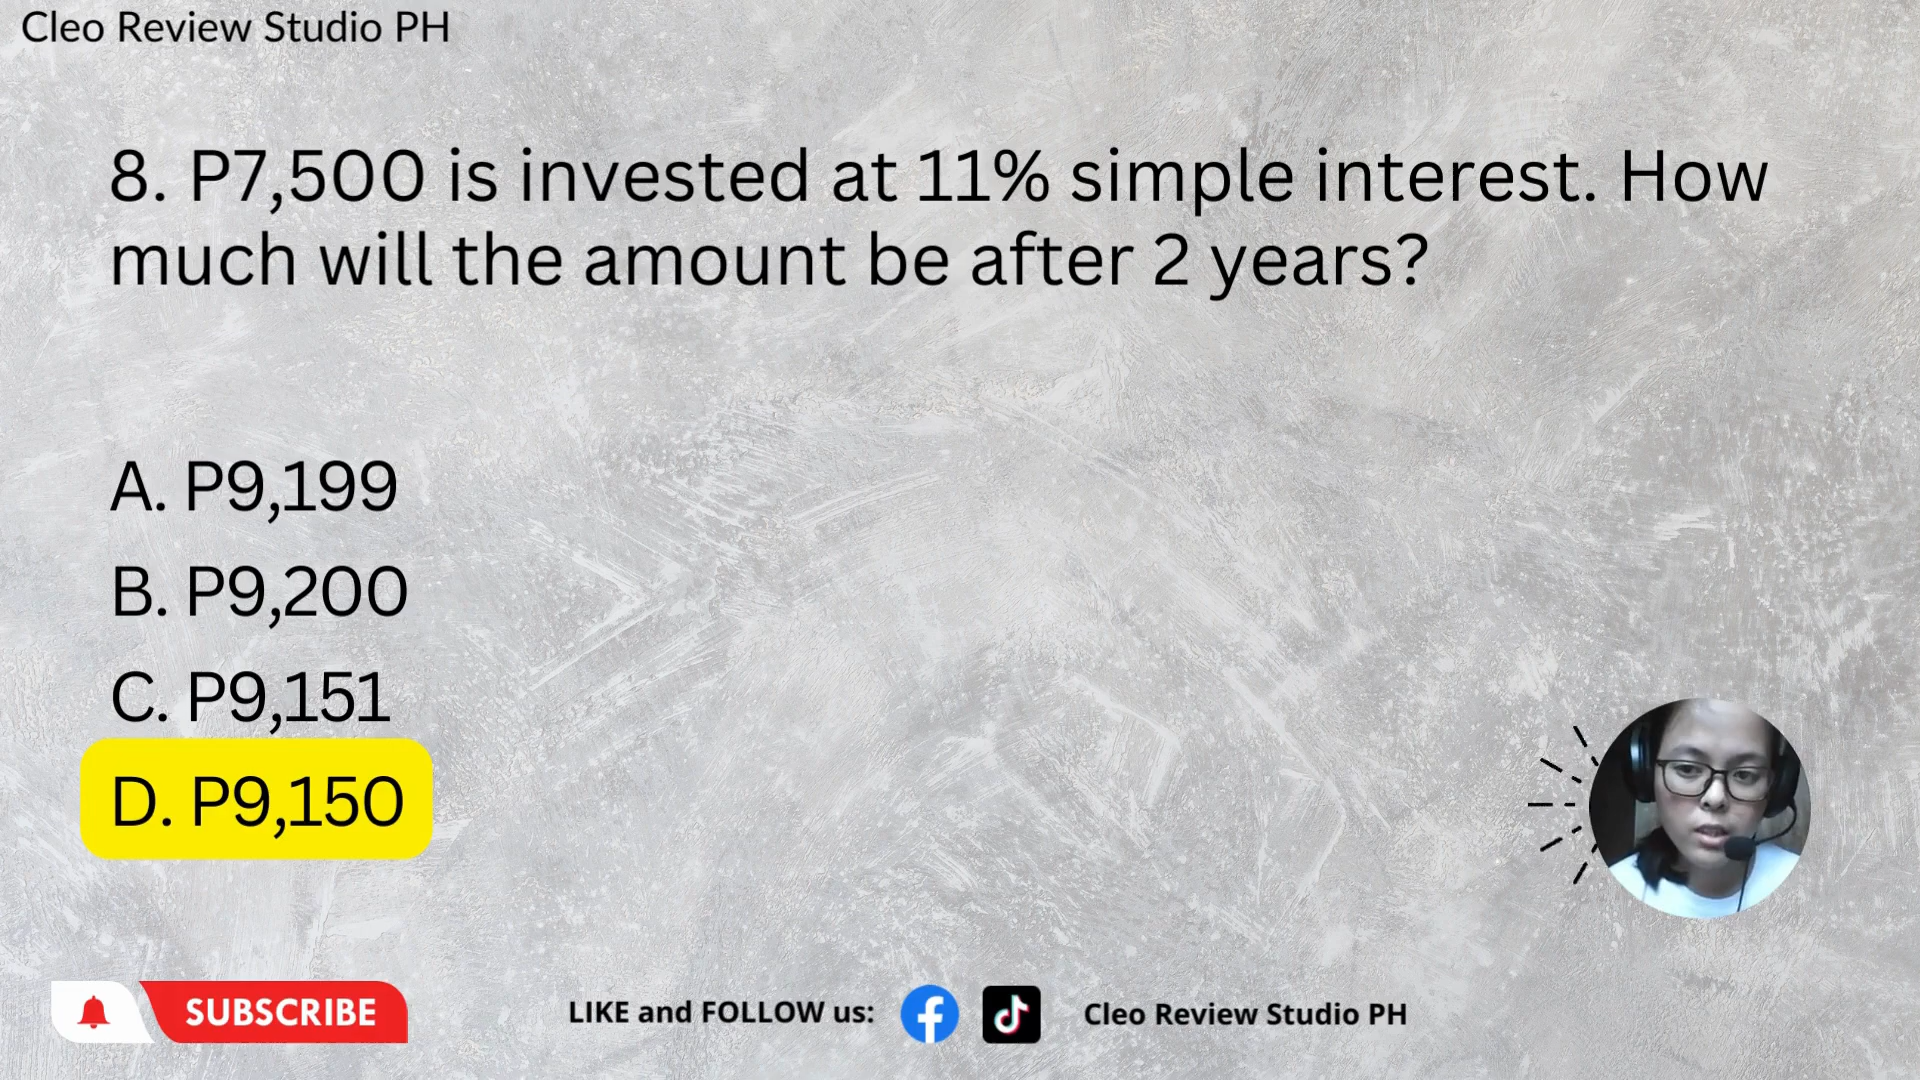 Cleo Review Studio PH
8. P7,500 is invested at 11% simple interest. How
much will the amount be after 2 years?
A. P9,199
B. P9,200
C. P9,151
D. P9,150
SUBSCRIBE
LIKE and FOLLOW us:
Cleo Review Studio PH